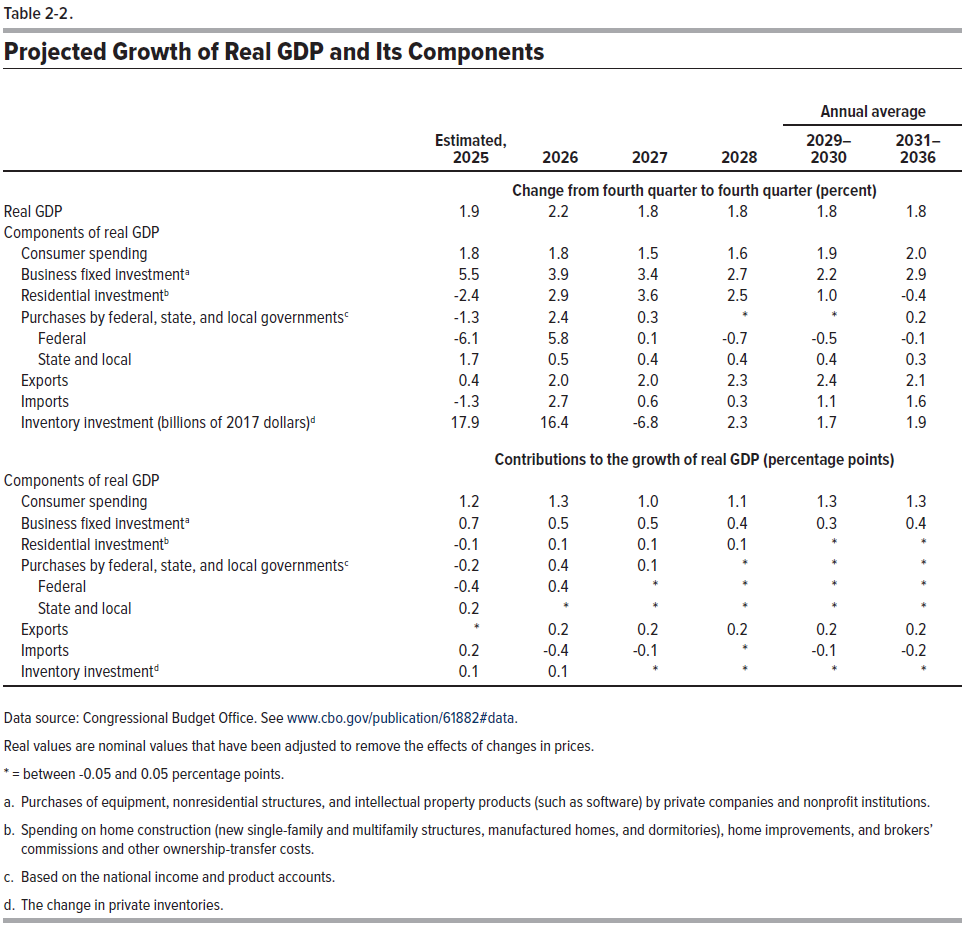 Table 2-2.
Projected Growth of Real GDP and Its Components
Annual average
Estimated, 2029– 2031–
2025 2026 2027 2028 2030 2036
Change from fourth quarter to fourth quarter (percent)
Real GDP 1.9 2.2 1.8 1.8 1.8 1.8
Components of real GDP
Consumer spending 1.8 1.8 1.5 1.6 1.9 2.0
Business fixed investmentᵃ 5.5 3.9 3.4 2.7 2.2 2.9
Residential investmentᵇ -2.4 2.9 3.6 2.5 1.0 -0.4
Purchases by federal, state, and local governmentsᶜ -1.3 2.4 0.3 * * 0.2
Federal -6.1 5.8 0.1 -0.7 -0.5 -0.1
State and local 1.7 0.5 0.4 0.4 0.4 0.3
Exports 0.4 2.0 2.0 2.3 2.4 2.1
Imports -1.3 2.7 0.6 0.3 1.1 1.6
Inventory investment (billions of 2017 dollars)ᵈ 17.9 16.4 -6.8 2.3 1.7 1.9
Contributions to the growth of real GDP (percentage points)
Components of real GDP
Consumer spending 1.2 1.3 1.0 1.1 1.3 1.3
Business fixed investmentᵃ 0.7 0.5 0.5 0.4 0.3 0.4
Residential investmentᵇ -0.1 0.1 0.1 0.1 * *
Purchases by federal, state, and local governmentsᶜ -0.2 0.4 0.1 * * *
Federal -0.4 0.4 * * * *
State and local 0.2 * * * * *
Exports * 0.2 0.2 0.2 0.2 0.2
Imports 0.2 -0.4 -0.1 * -0.1 -0.2
Inventory investmentᵈ 0.1 0.1 * * * *
Data source: Congressional Budget Office. See www.cbo.gov/publication/61882#data.
Real values are nominal values that have been adjusted to remove the effects of changes in prices.
* = between -0.05 and 0.05 percentage points.
a. Purchases of equipment, nonresidential structures, and intellectual property products (such as software) by private companies and nonprofit institutions.
b. Spending on home construction (new single-family and multifamily structures, manufactured homes, and dormitories), home improvements, and brokers’
commissions and other ownership-transfer costs.
c. Based on the national income and product accounts.
d. The change in private inventories.